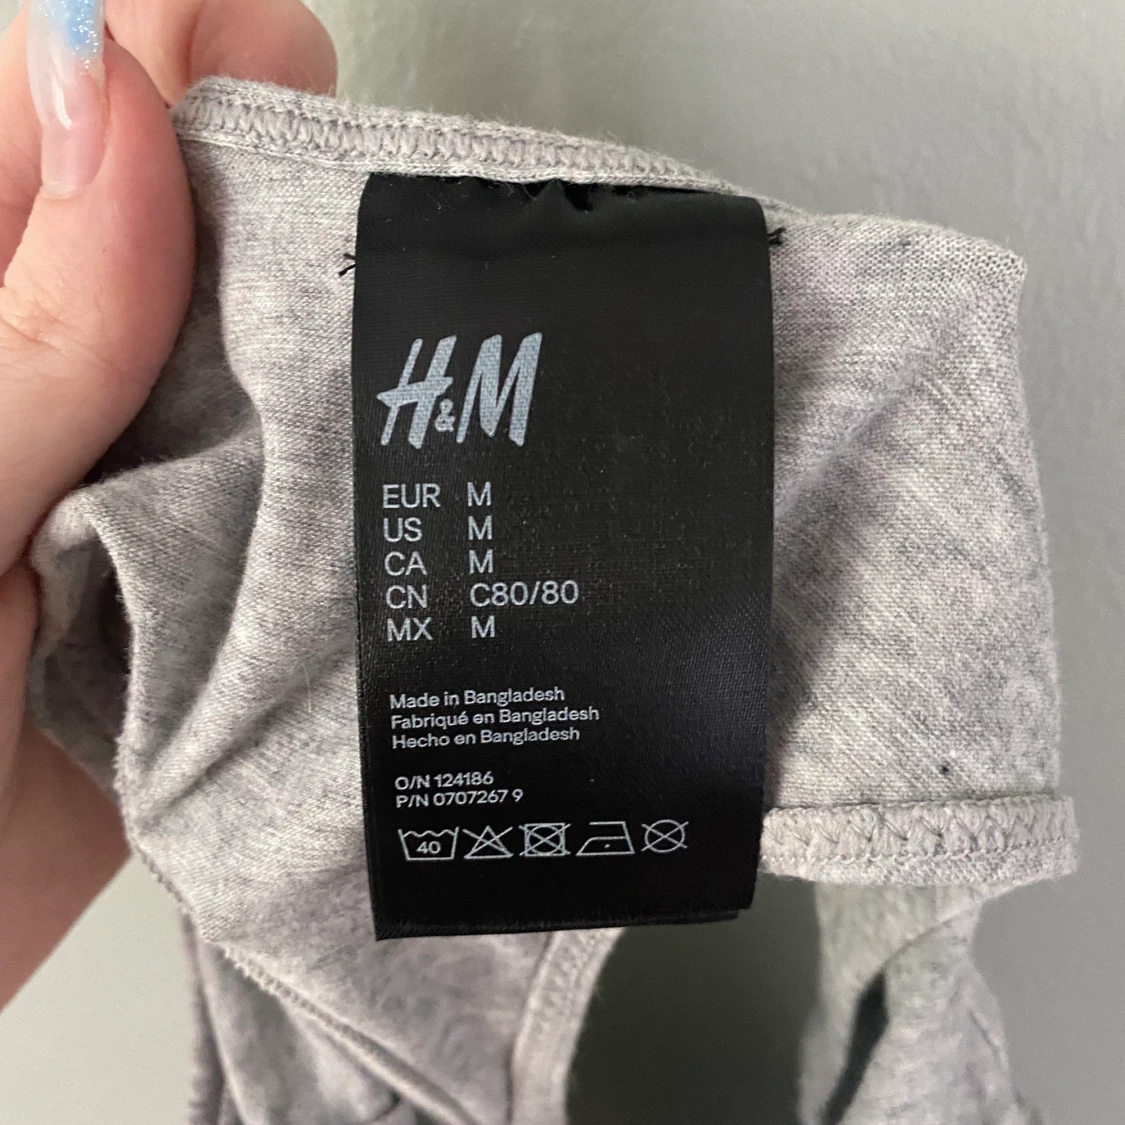 H&M
EUR M
US M
CA M
CN C80/80
MX M
Made in Bangladesh
Fabriqué en Bangladesh
Hecho en Bangladesh
O/N 124186
P/N 0707267 9
40